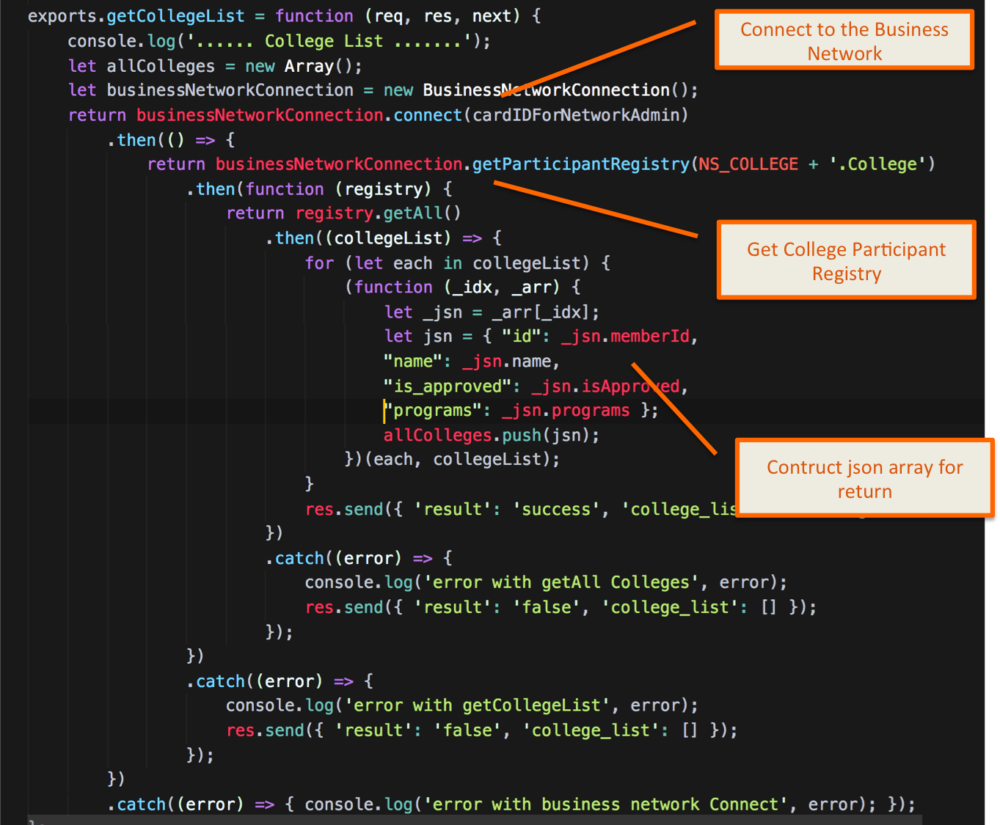 exports.getCollegeList = function (req, res, next) {
console.log('...... College List .......');
let allColleges = new Array();
let businessNetworkConnection = new BusinessNetworkConnection();
return businessNetworkConnection.connect(cardIDForNetworkAdmin)
.then(() => {
return businessNetworkConnection.getParticipantRegistry(NS_COLLEGE + '.College')
.then(function (registry) {
return registry.getAll()
.then((collegeList) => {
for (let each in collegeList) {
(function (_idx, _arr) {
let _jsn = _arr[_idx];
let jsn = { "id": _jsn.memberId,
"name": _jsn.name,
"is_approved": _jsn.isApproved,
"programs": _jsn.programs };
allColleges.push(jsn);
})(each, collegeList);
}
res.send({ 'result': 'success', 'college_lis
})
.catch((error) => {
console.log('error with getAll Colleges', error);
res.send({ 'result': 'false', 'college_list': [] });
});
})
.catch((error) => {
console.log('error with getCollegeList', error);
res.send({ 'result': 'false', 'college_list': [] });
});
})
.catch((error) => { console.log('error with business network Connect', error); });
Connect to the Business
Network
Get College Participant
Registry
Contruct json array for
return